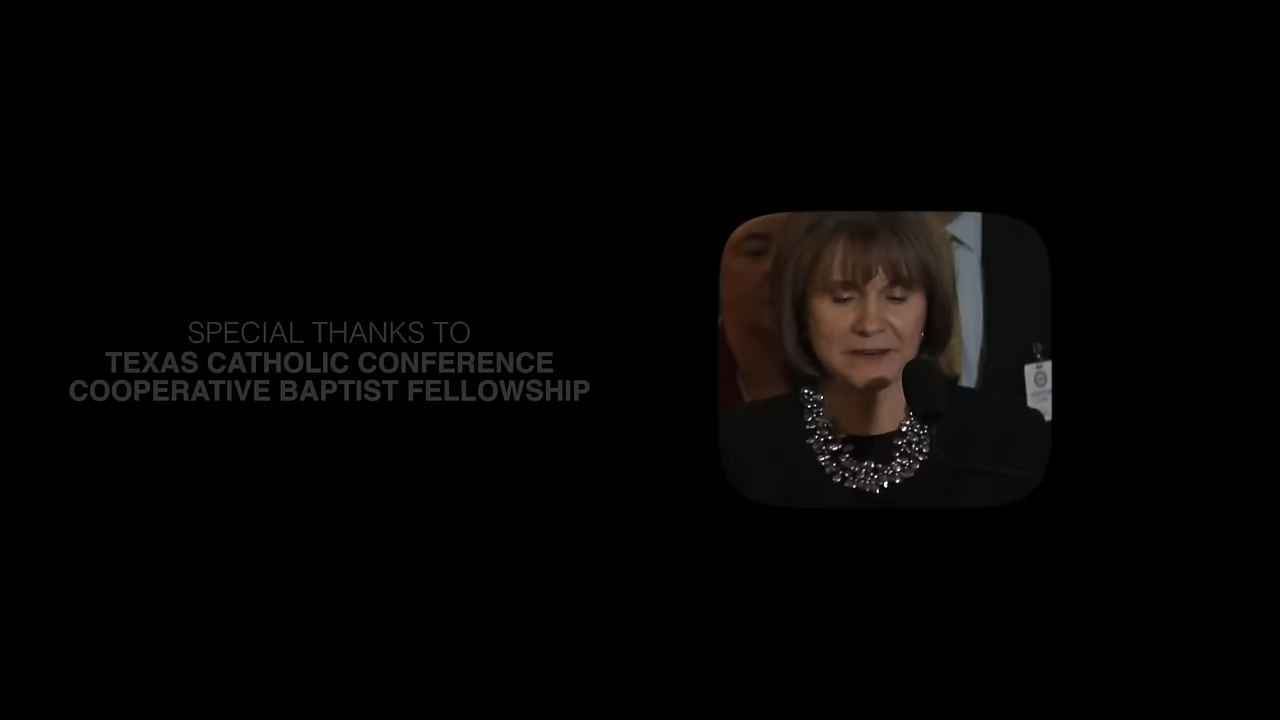 SPECIAL THANKS TO
TEXAS CATHOLIC CONFERENCE
COOPERATIVE BAPTIST FELLOWSHIP